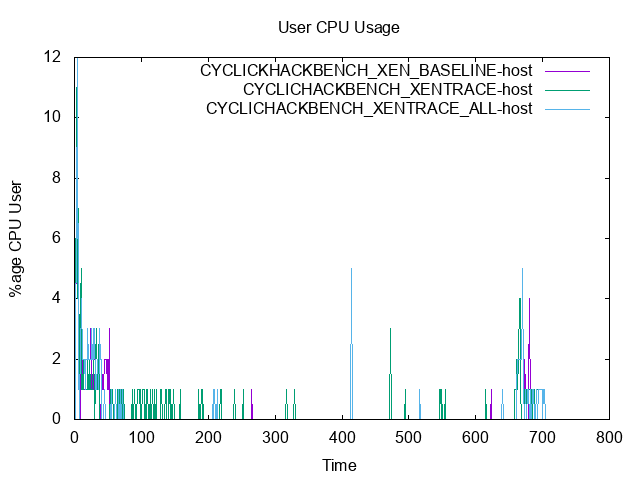 User CPU Usage
12
10
8
6
4
2
0
%age CPU User
CYCLICKHACKBENCH_XEN_BASELINE-host
CYCLICHACKBENCH_XENTRACE-host
CYCLICHACKBENCH_XENTRACE_ALL-host
0 100 200 300 400 500 600 700 800
Time